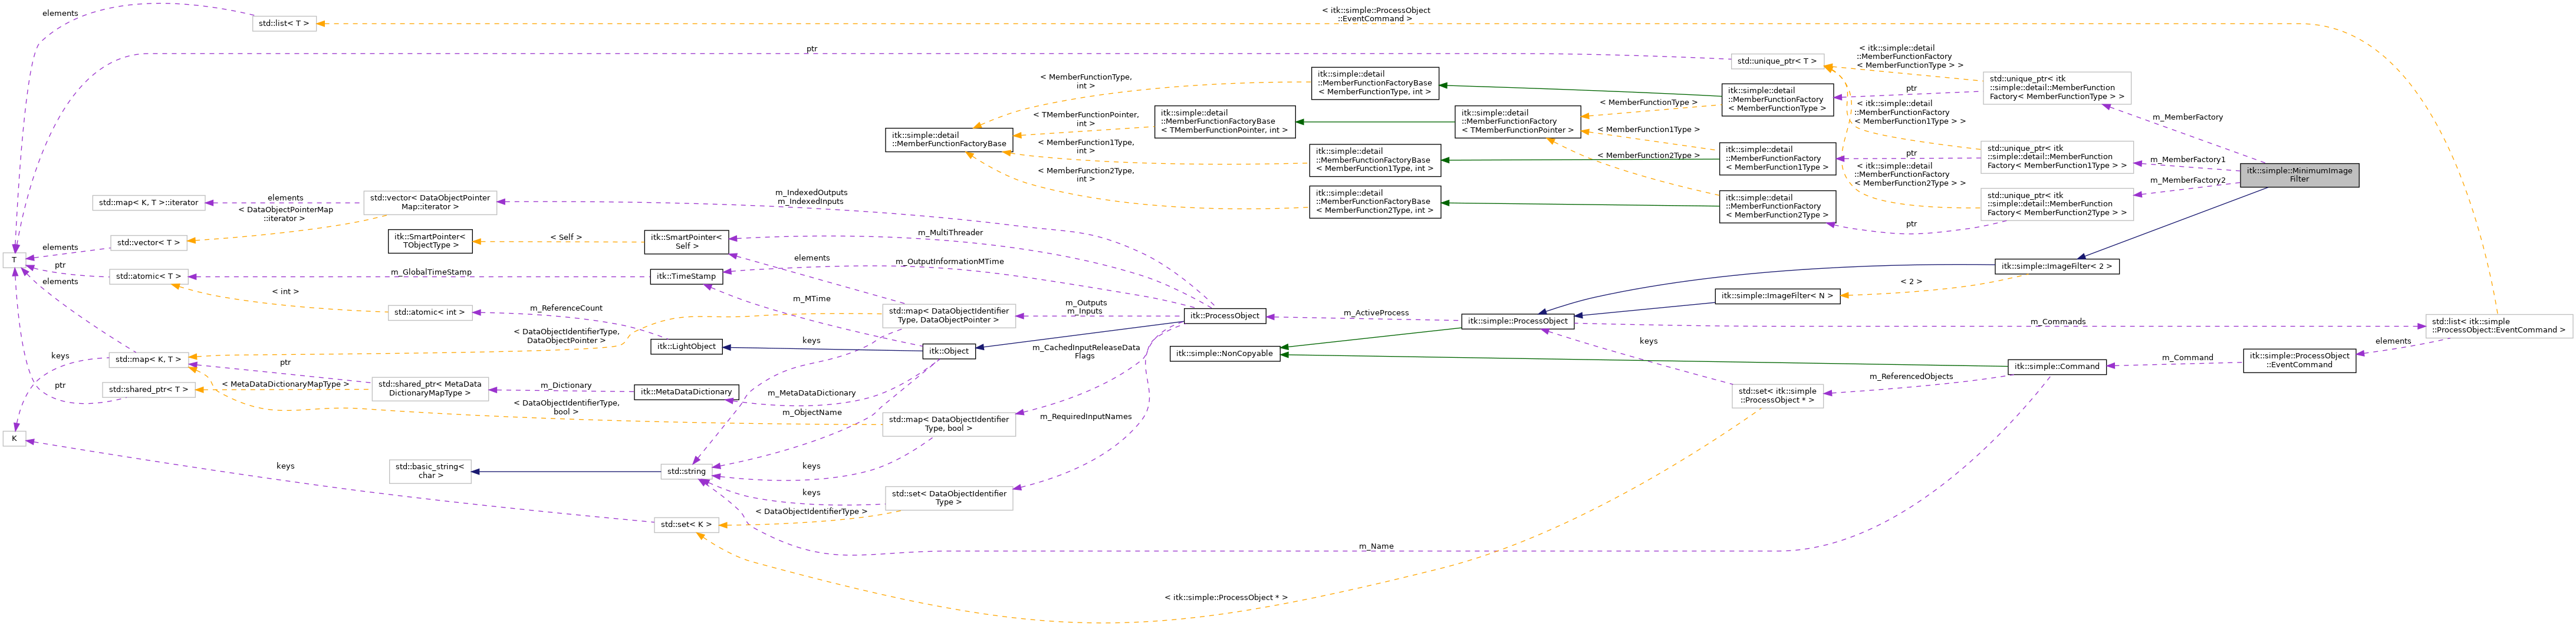 elements
std::list< T >
< itk::simple::ProcessObject
::EventCommand >
ptr
std::unique_ptr< T >
< itk::simple::detail
::MemberFunctionFactory
< MemberFunctionType > >
< MemberFunctionType,
int >
itk::simple::detail
::MemberFunctionFactoryBase
< MemberFunctionType, int >
itk::simple::detail
::MemberFunctionFactory
< MemberFunctionType >
ptr
std::unique_ptr< itk
::simple::detail::MemberFunction
Factory< MemberFunctionType > >
< MemberFunctionType >
< TMemberFunctionPointer,
int >
itk::simple::detail
::MemberFunctionFactoryBase
< TMemberFunctionPointer, int >
itk::simple::detail
::MemberFunctionFactory
< TMemberFunctionPointer >
< itk::simple::detail
::MemberFunctionFactory
< MemberFunction1Type > >
m_MemberFactory
itk::simple::detail
::MemberFunctionFactoryBase
< MemberFunction1Type >
< MemberFunction1Type,
int >
itk::simple::detail
::MemberFunctionFactoryBase
< MemberFunction1Type, int >
< MemberFunction2Type >
itk::simple::detail
::MemberFunctionFactory
< MemberFunction1Type >
ptr
std::unique_ptr< itk
::simple::detail::MemberFunction
Factory< MemberFunction1Type > >
m_MemberFactory1
itk::simple::MinimumImage
Filter
< MemberFunction2Type,
int >
itk::simple::detail
::MemberFunctionFactoryBase
< MemberFunction2Type, int >
itk::simple::detail
::MemberFunctionFactory
< MemberFunction2Type >
< itk::simple::detail
::MemberFunctionFactory
< MemberFunction2Type > >
m_MemberFactory2
std::unique_ptr< itk
::simple::detail::MemberFunction
Factory< MemberFunction2Type > >
ptr
std::map< K, T >::iterator
elements
std::vector< DataObjectPointer
Map::iterator >
m_IndexedOutputs
m_IndexedInputs
< DataObjectPointerMap
::iterator >
std::vector< T >
itk::SmartPointer<
TObjectType >
< Self >
itk::SmartPointer<
Self >
m_MultiThreader
elements
T
ptr
elements
std::atomic< T >
m_GlobalTimeStamp
itk::TimeStamp
elements
m_OutputInformationMTime
itk::simple::ImageFilter< 2 >
< 2 >
itk::simple::ImageFilter< N >
< int >
std::atomic< int >
m_ReferenceCount
m_MTime
std::map< DataObjectIdentifier
Type, DataObjectPointer >
m_Outputs
m_Inputs
itk::ProcessObject
m_ActiveProcess
itk::simple::ProcessObject
m_Commands
std::list< itk::simple
::ProcessObject::EventCommand >
< DataObjectIdentifierType,
DataObjectPointer >
itk::LightObject
keys
itk::Object
m_CachedInputReleaseData
Flags
itk::simple::NonCopyable
keys
elements
keys
std::map< K, T >
ptr
itk::simple::Command
m_Command
itk::simple::ProcessObject
::EventCommand
ptr
std::shared_ptr< T >
< MetaDataDictionaryMapType >
std::shared_ptr< MetaData
DictionaryMapType >
m_Dictionary
itk::MetaDataDictionary
m_MetaDataDictionary
m_ReferencedObjects
std::set< itk::simple
::ProcessObject * >
< DataObjectIdentifierType,
bool >
m_ObjectName
std::map< DataObjectIdentifier
Type, bool >
m_RequiredInputNames
K
keys
std::basic_string<
char >
std::string
keys
keys
std::set< DataObjectIdentifier
Type >
< DataObjectIdentifierType >
std::set< K >
m_Name
< itk::simple::ProcessObject * >